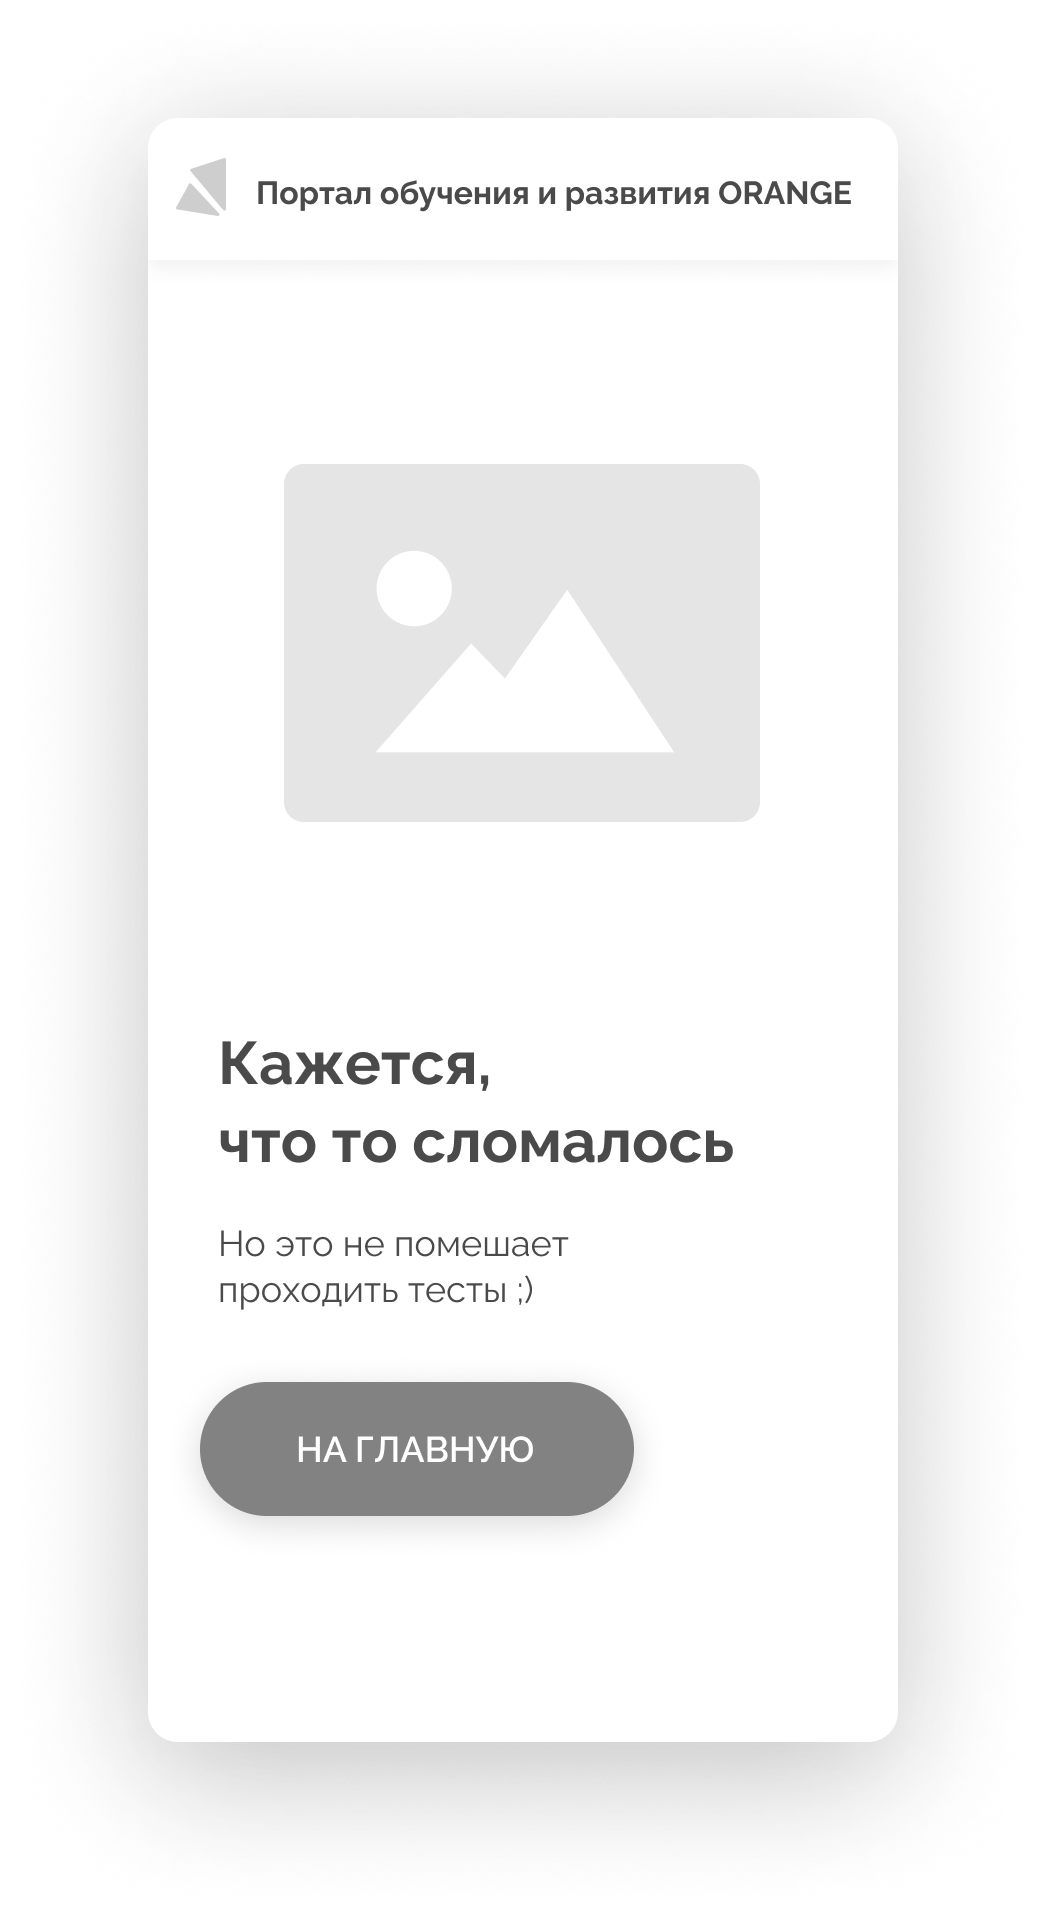 Портал обучения и развития ORANGE
Кажется,
что то сломалось
Но это не помешает
проходить тесты ;)
НА ГЛАВНУЮ